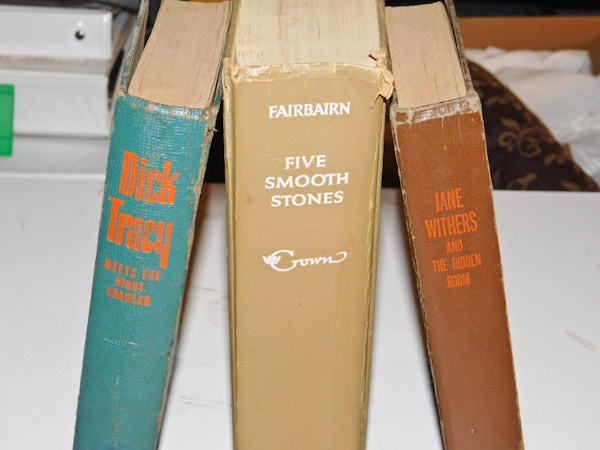 Dick
Tracy
MEETS THE
NIGHT
CRAWLER
FAIRBAIRN
FIVE
SMOOTH
STONES
Crown
JANE
WITHERS
AND
THE HIDDEN
ROOM